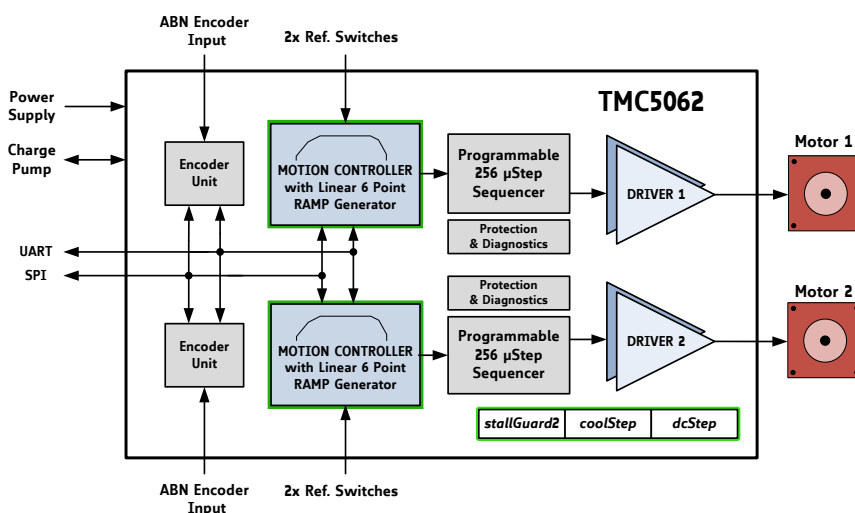 ABN Encoder
Input
2x Ref. Switches
TMC5062
Power
Supply
Charge
Pump
Encoder
Unit
MOTION CONTROLLER
with Linear 6 Point
RAMP Generator
Programmable
256 µStep
Sequencer
DRIVER 1
Motor 1
Protection
& Diagnostics
UART
SPI
Protection
& Diagnostics
Motor 2
Encoder
Unit
MOTION CONTROLLER
with Linear 6 Point
RAMP Generator
Programmable
256 µStep
Sequencer
DRIVER 2
stallGuard2 coolStep dcStep
ABN Encoder
Input
2x Ref. Switches